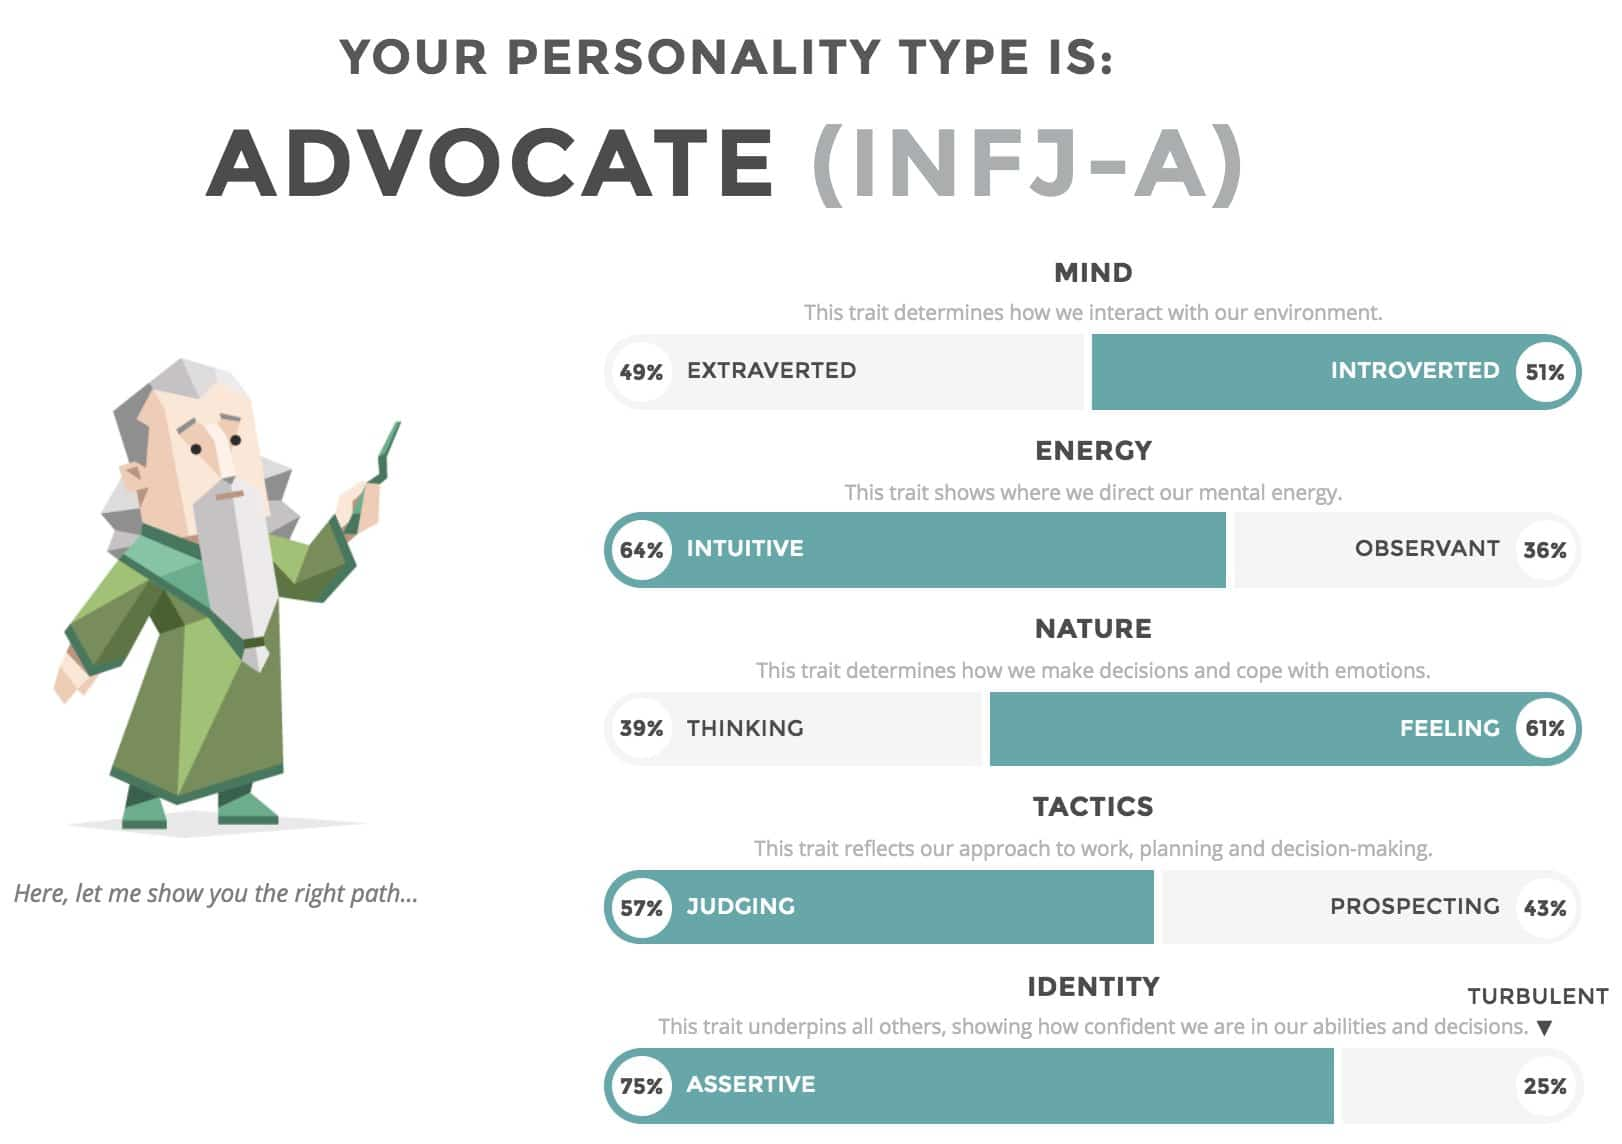 YOUR PERSONALITY TYPE IS:
ADVOCATE (INFJ-A)
MIND
This trait determines how we interact with our environment.
49% EXTRAVERTED INTROVERTED 51%
ENERGY
This trait shows where we direct our mental energy.
64% INTUITIVE OBSERVANT 36%
NATURE
This trait determines how we make decisions and cope with emotions.
39% THINKING FEELING 61%
TACTICS
This trait reflects our approach to work, planning and decision-making.
57% JUDGING PROSPECTING 43%
Here, let me show you the right path...
IDENTITY
TURBULENT
This trait underpins all others, showing how confident we are in our abilities and decisions. ▼
75% ASSERTIVE 25%